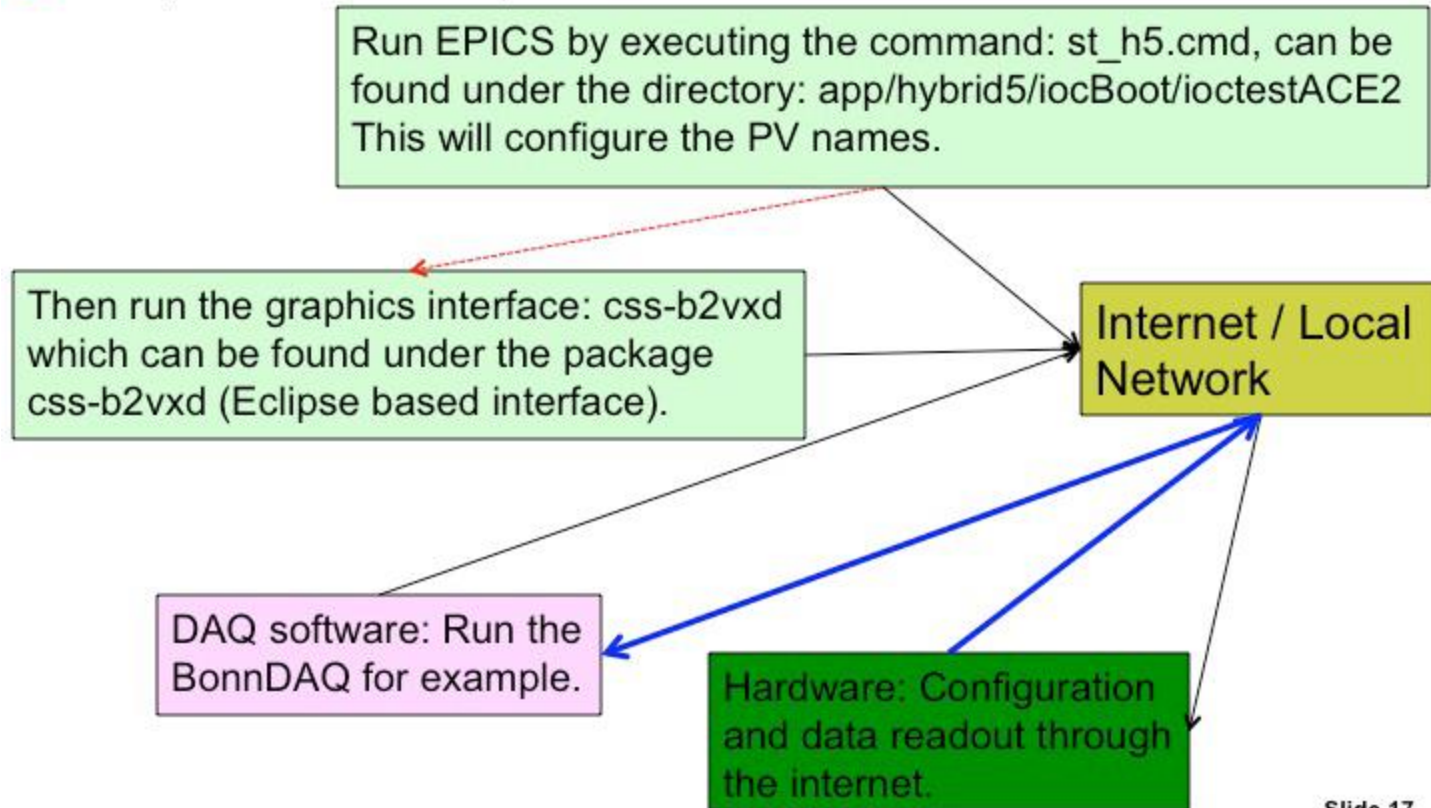 Run EPICS by executing the command: st_h5.cmd, can be
found under the directory: app/hybrid5/iocBoot/ioctestACE2
This will configure the PV names.
Then run the graphics interface: css-b2vxd
which can be found under the package
css-b2vxd (Eclipse based interface).
Internet / Local
Network
DAQ software: Run the
BonnDAQ for example.
Hardware: Configuration
and data readout through
the internet.
Slide 17